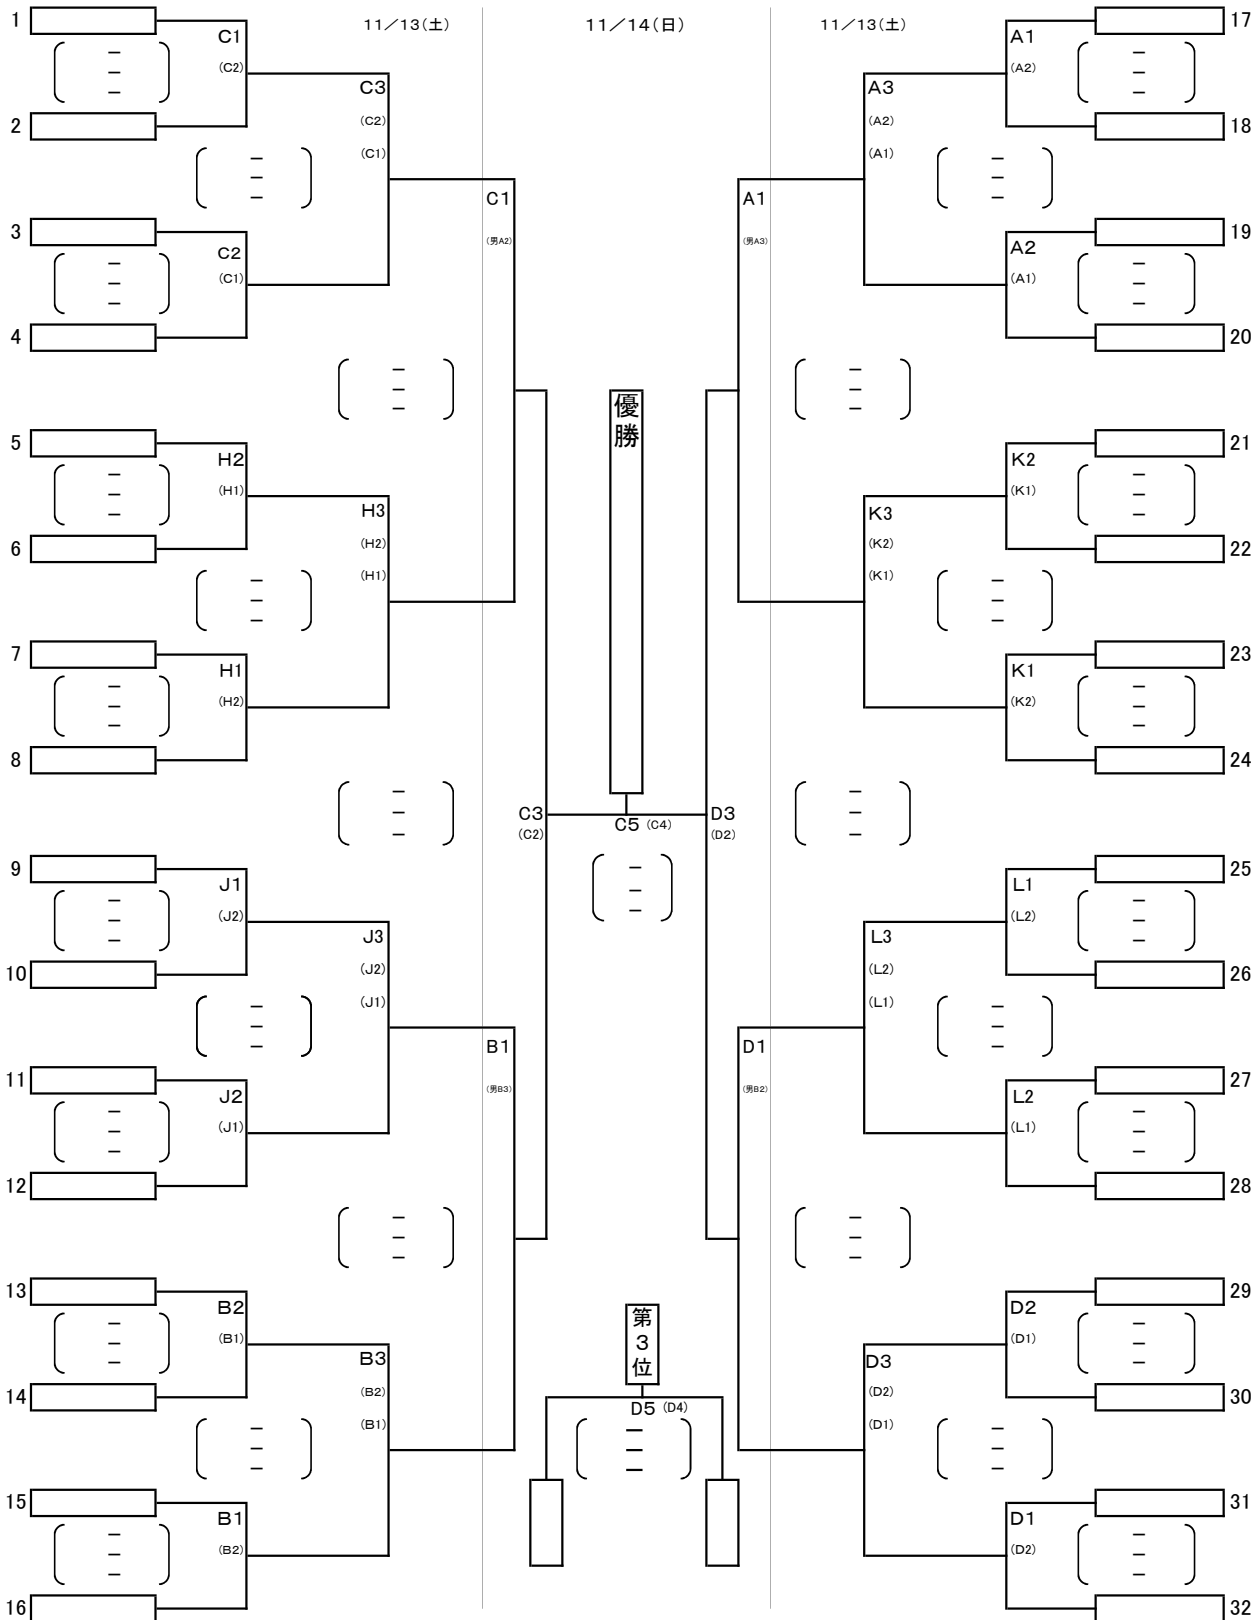 11／13（土）
11／14（日）
11／13（土）
1
C1
(C2)
2
C3
(C2)
(C1)
3
C2
(C1)
4
C1
(男A2)
5
H2
(H1)
6
H3
(H2)
(H1)
7
H1
(H2)
8
C3
(C2)
9
J1
(J2)
10
J3
(J2)
(J1)
11
J2
(J1)
12
B1
(男B3)
13
B2
(B1)
14
B3
(B2)
(B1)
15
B1
(B2)
16
優勝
C5 (C4)
第3位
D5 (D4)
17
A1
(A2)
18
A3
(A2)
(A1)
19
A2
(A1)
20
A1
(男A3)
21
K2
(K1)
22
K3
(K2)
(K1)
23
K1
(K2)
24
D3
(D2)
25
L1
(L2)
26
L3
(L2)
(L1)
27
L2
(L1)
28
D1
(男B2)
29
D2
(D1)
30
D3
(D2)
(D1)
31
D1
(D2)
32